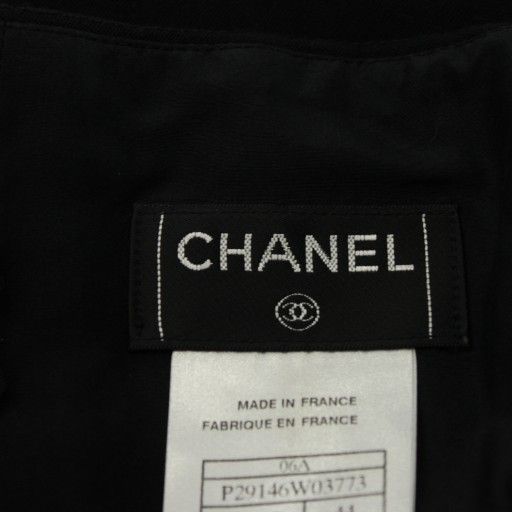 CHANEL
MADE IN FRANCE
FABRIQUE EN FRANCE
06A
P29146W03773